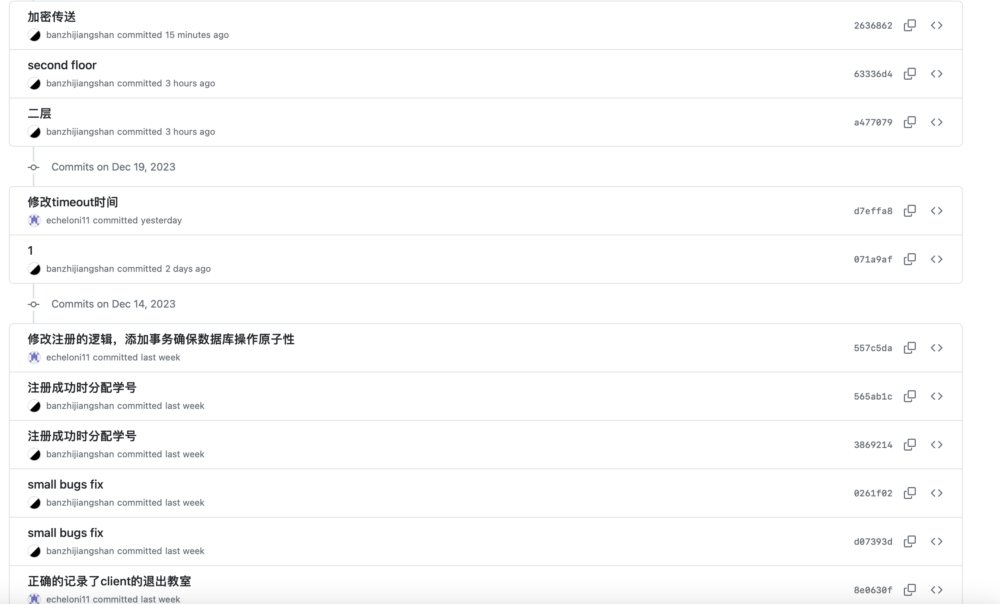 加密传送
2636862
banzhijiangshan committed 15 minutes ago
second floor
63336d4
banzhijiangshan committed 3 hours ago
二层
a477079
banzhijiangshan committed 3 hours ago
Commits on Dec 19, 2023
修改timeout时间
d7effa8
echeloni11 committed yesterday
1
071a9af
banzhijiangshan committed 2 days ago
Commits on Dec 14, 2023
修改注册的逻辑，添加事务确保数据库操作原子性
557c5da
echeloni11 committed last week
注册成功时分配学号
565ab1c
banzhijiangshan committed last week
注册成功时分配学号
3869214
banzhijiangshan committed last week
small bugs fix
0261f02
banzhijiangshan committed last week
small bugs fix
d07393d
banzhijiangshan committed last week
正确的记录了client的退出教室
8e0630f
echeloni11 committed last week